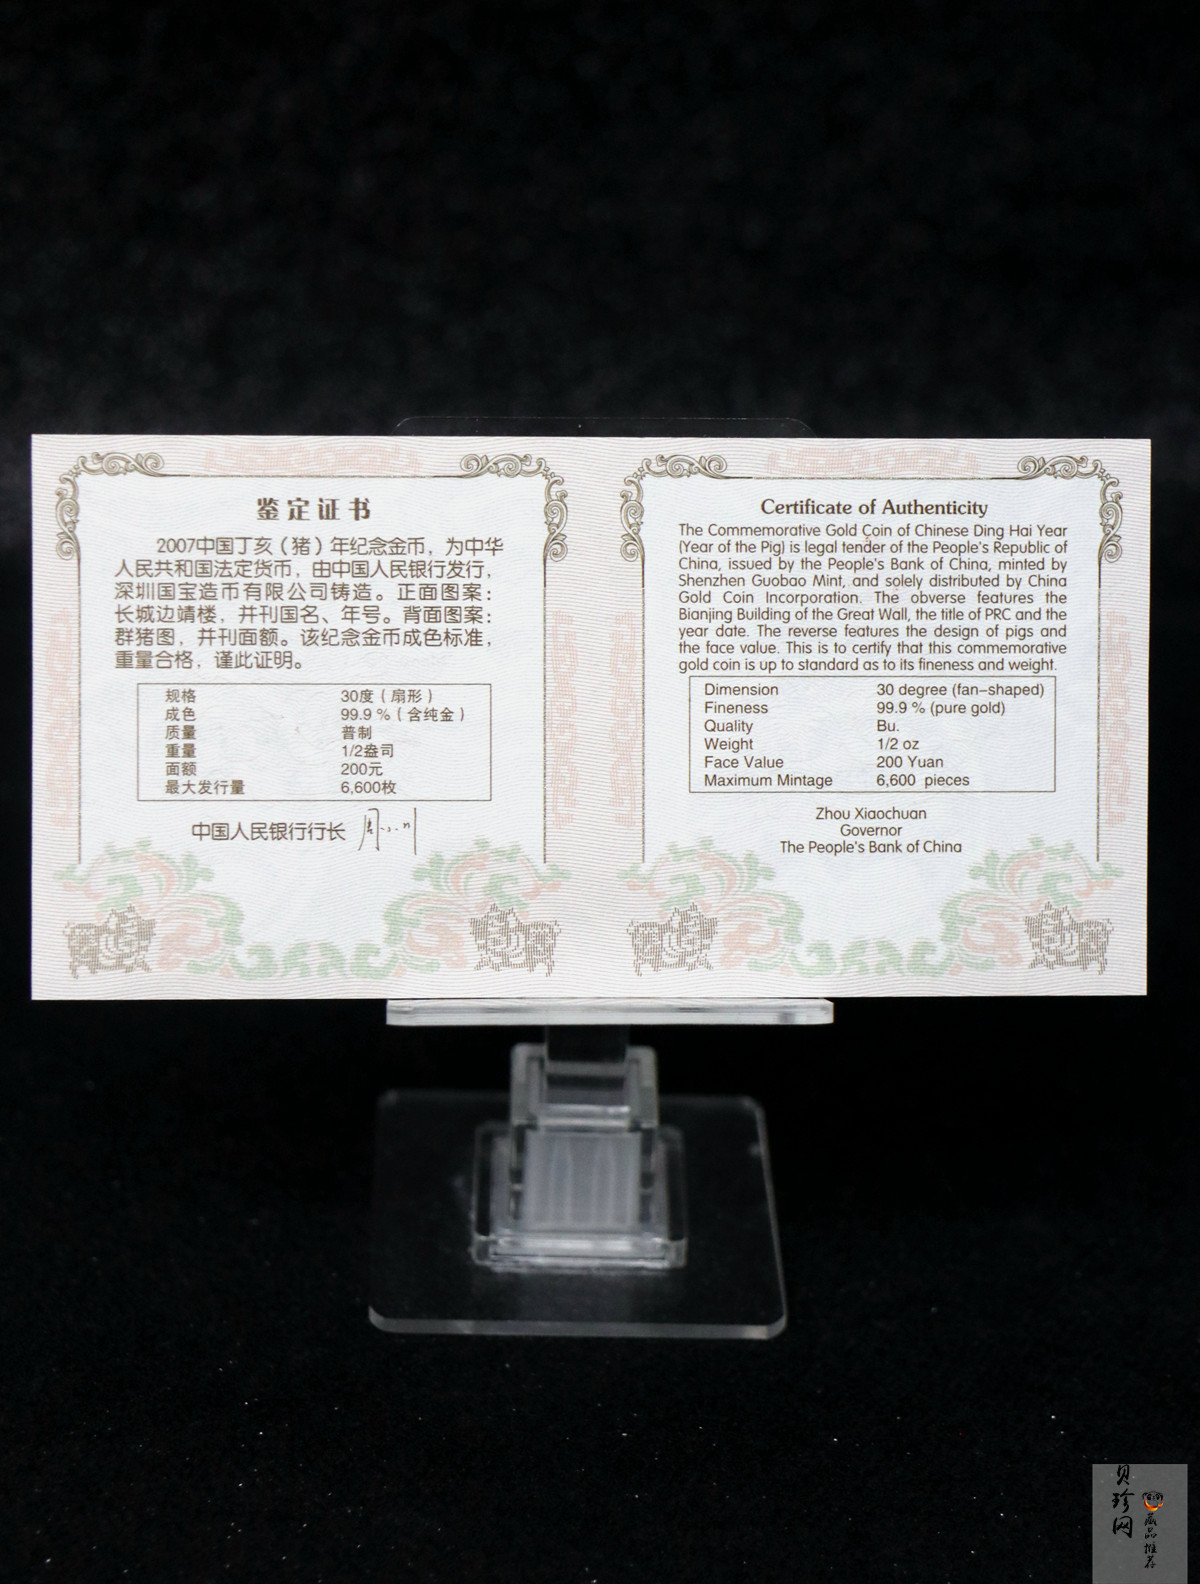 鉴定证书
2007中国丁亥（猪）年纪念金币，为中华
人民共和国法定货币，由中国人民银行发行，
深圳国宝造币有限公司铸造。正面图案：
长城边靖楼，并刊国名、年号。背面图案：
群猪图，并刊面额。该纪念金币成色标准，
重量合格，谨此证明。
规格 30度（扇形）
成色 99.9 %（含纯金）
质量 普制
重量 1/2盎司
面额 200元
最大发行量 6,600枚
中国人民银行行长 周小川
Certificate of Authenticity
The Commemorative Gold Coin of Chinese Ding Hai Year
(Year of the Pig) is legal tender of the People's Republic of
China, issued by the People's Bank of China, minted by
Shenzhen Guobao Mint, and solely distributed by China
Gold Coin Incorporation. The obverse features the
Bianjing Building of the Great Wall, the title of PRC and the
year date. The reverse features the design of pigs and
the face value. This is to certify that this commemorative
gold coin is up to standard as to its fineness and weight.
Dimension 30 degree (fan-shaped)
Fineness 99.9 % (pure gold)
Quality Bu.
Weight 1/2 oz
Face Value 200 Yuan
Maximum Mintage 6,600 pieces
Zhou Xiaochuan
Governor
The People's Bank of China
贝珍网
藏品推荐